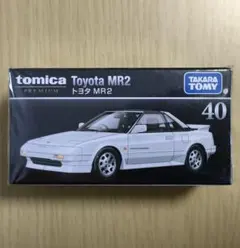 tomica
PREMIUM
Toyota MR2
トヨタ MR2
TAKARA
TOMY
40